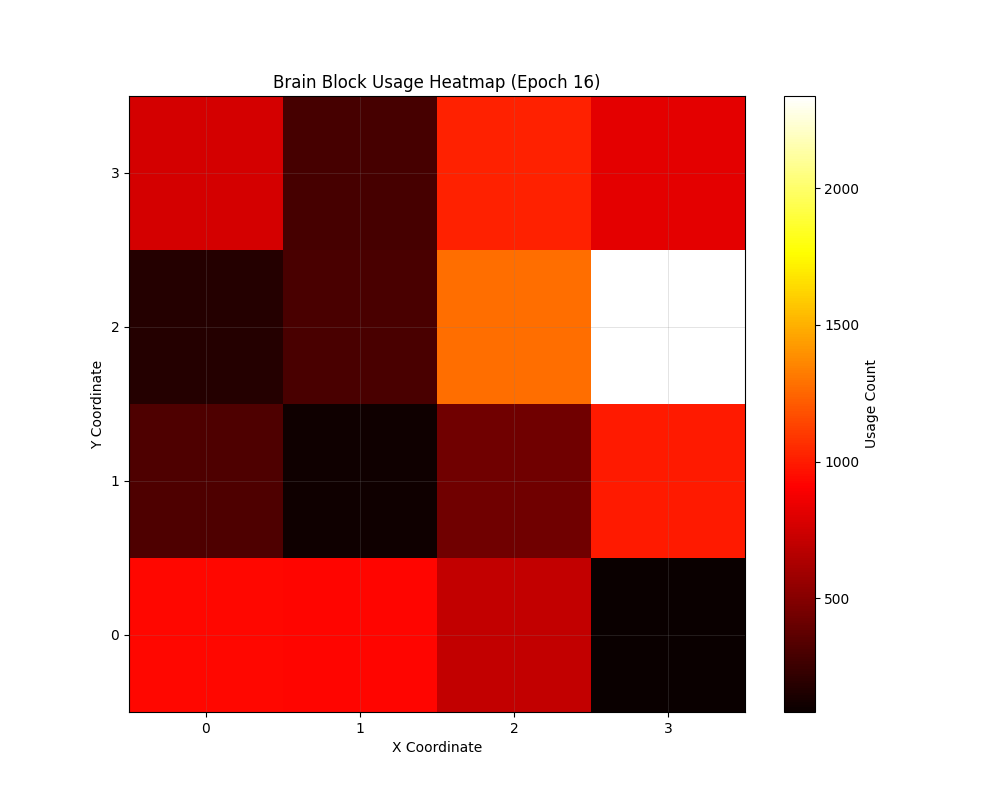 Brain Block Usage Heatmap (Epoch 16)
3
2
1
0
Y Coordinate
0 1 2 3
X Coordinate
2000
1500
1000
500
Usage Count